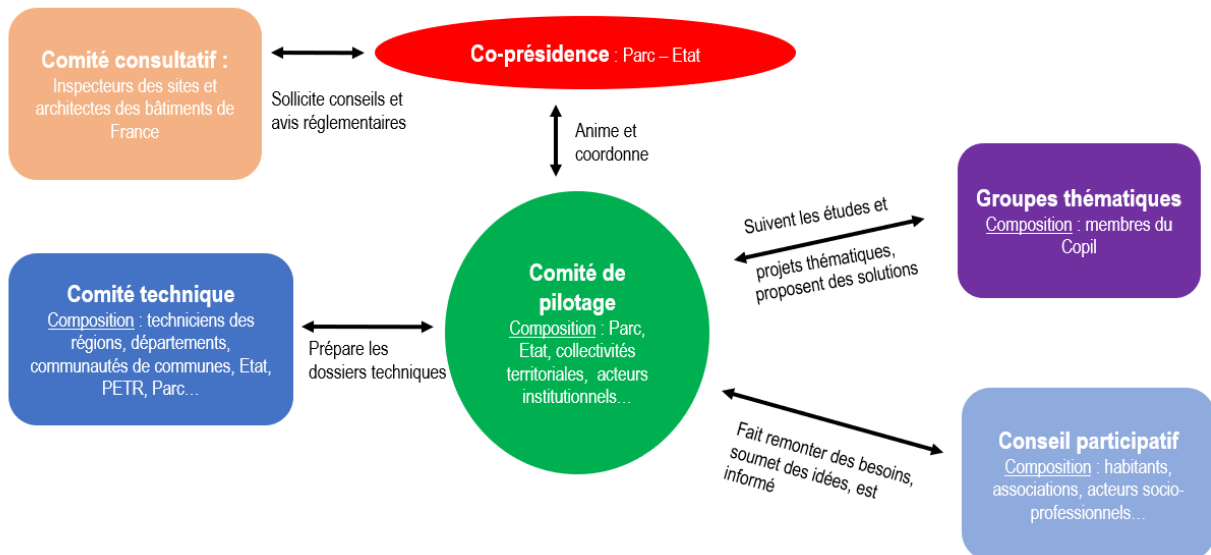 Comité consultatif :
Inspecteurs des sites et
architectes des bâtiments de
France
Co-présidence : Parc – Etat
Sollicite conseils et
avis réglementaires
Anime et
coordonne
Groupes thématiques
Composition : membres du
Copil
Suivent les études et
projets thématiques,
proposent des solutions
Comité technique
Composition : techniciens des
régions, départements,
communautés de communes, Etat,
PETR, Parc…
Prépare les
dossiers techniques
Comité de
pilotage
Composition : Parc,
Etat, collectivités
territoriales, acteurs
institutionnels…
Fait remonter des besoins,
soumet des idées, est
informé
Conseil participatif
Composition : habitants,
associations, acteurs socio-
professionnels…